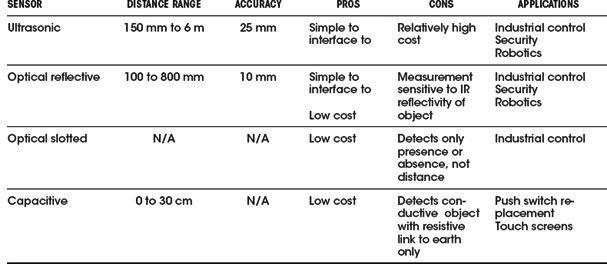 SENSOR DISTANCE RANGE ACCURACY PROS CONS APPLICATIONS
Ultrasonic 150 mm to 6 m 25 mm Simple to Relatively high Industrial control
interface to cost Security
Robotics
Optical reflective 100 to 800 mm 10 mm Simple to Measurement Industrial control
interface to sensitive to IR Security
reflectivity of Robotics
Low cost object
Optical slotted N/A N/A Low cost Detects only Industrial control
presence or
absence, not
distance
Capacitive 0 to 30 cm N/A Low cost Detects con- Push switch re-
ductive object placement
with resistive Touch screens
link to earth
only